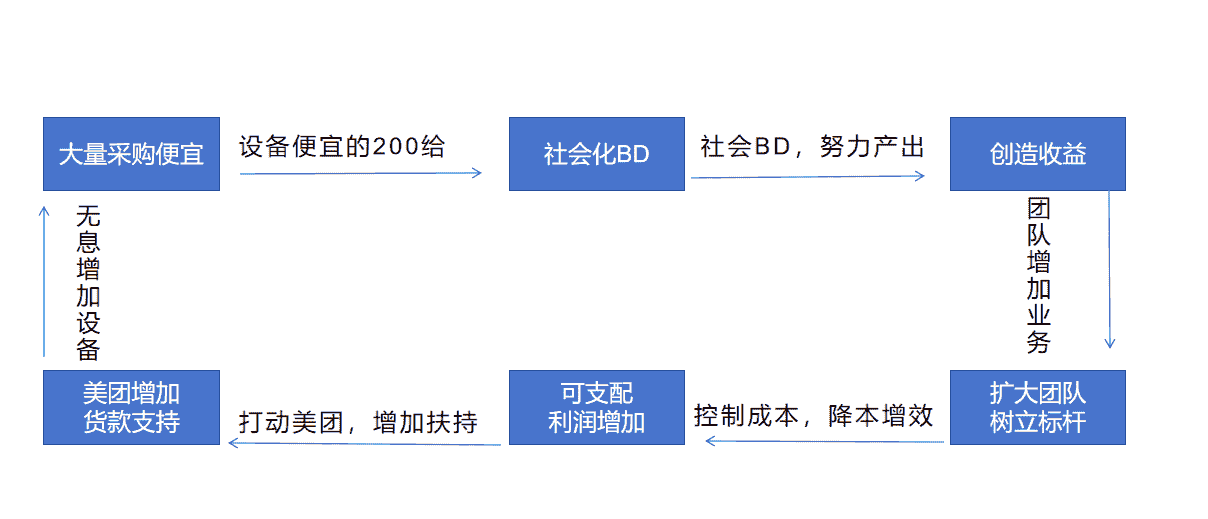 大量采购便宜
设备便宜的200给
社会化BD
社会BD，努力产出
创造收益
无息增加设备
团队增加业务
美团增加
货款支持
打动美团，增加扶持
可支配
利润增加
控制成本，降本增效
扩大团队
树立标杆